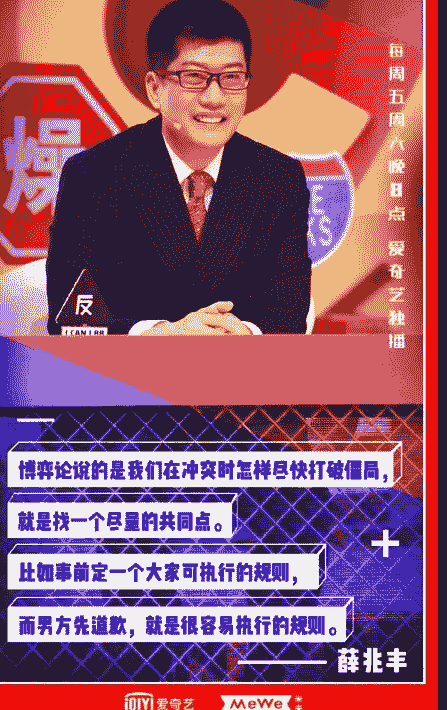 每周五周六晚8点 爱奇艺独播
燥
反
I CAN I BB
博弈论说的是我们在冲突时怎样尽快打破僵局，
就是找一个尽量的共同点。
比如事前定一个大家可执行的规则，
而男方先道歉，就是很容易执行的规则。
薛兆丰
iQIYI 爱奇艺
MeWe